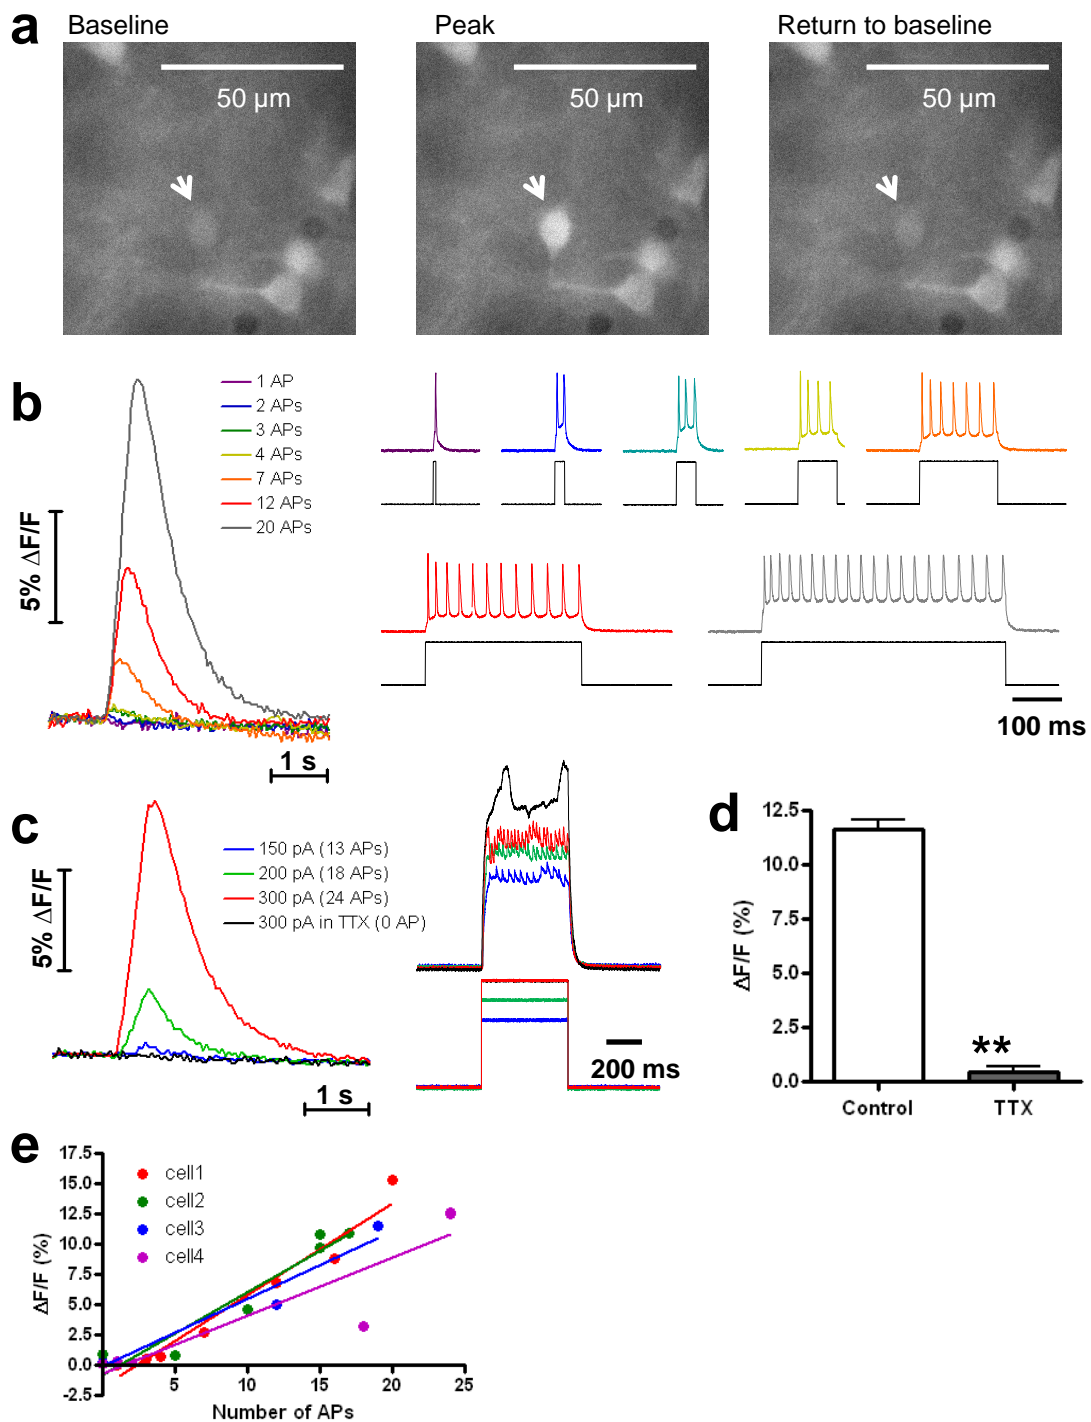 a
Baseline
Peak
Return to baseline
50 µm
50 µm
50 µm
b
1 AP
2 APs
3 APs
4 APs
7 APs
12 APs
20 APs
5% ΔF/F
1 s
100 ms
c
150 pA (13 APs)
200 pA (18 APs)
300 pA (24 APs)
300 pA in TTX (0 AP)
5% ΔF/F
1 s
200 ms
d
12.5
10.0
7.5
5.0
2.5
0.0
ΔF/F (%)
**
Control
TTX
e
17.5
15.0
12.5
10.0
7.5
5.0
2.5
0.0
-2.5
ΔF/F (%)
cell1
cell2
cell3
cell4
5
10
15
20
25
Number of APs